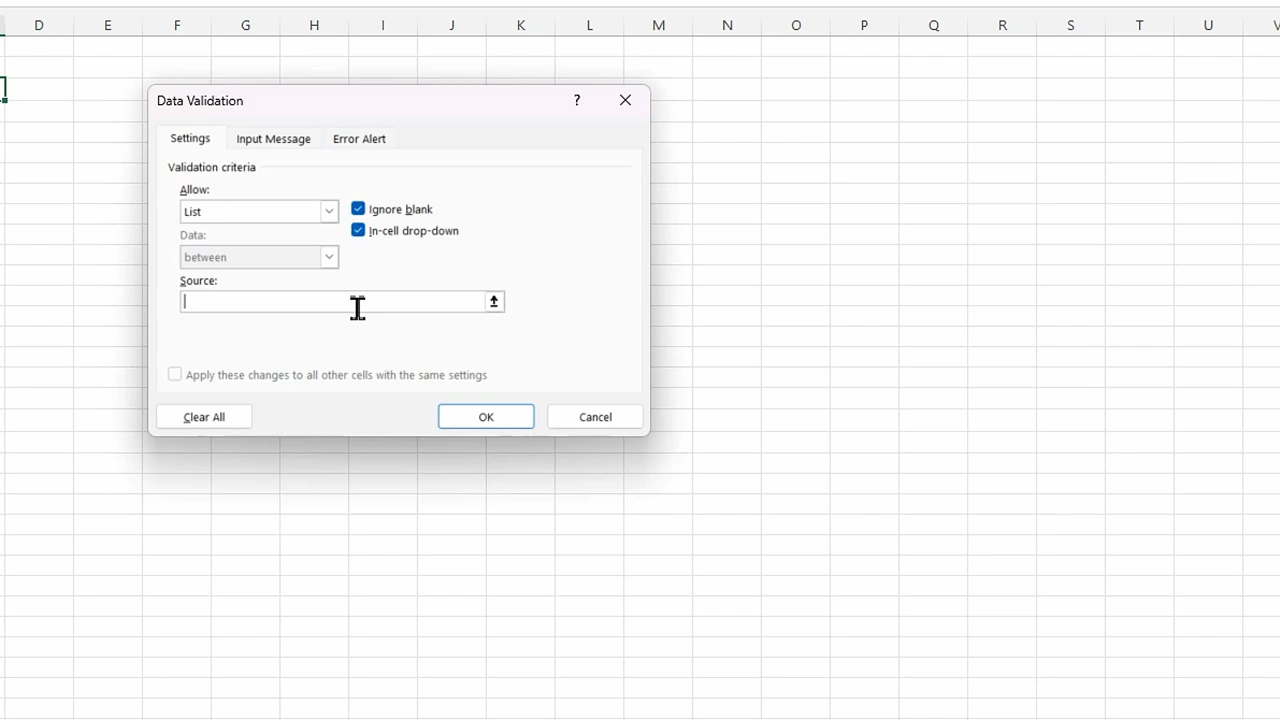 D E F G H I J K L M N O P Q R S T U V
Data Validation ?
Settings Input Message Error Alert
Validation criteria
Allow:
List Ignore blank
Data: In-cell drop-down
between
Source:
Apply these changes to all other cells with the same settings
Clear All OK Cancel